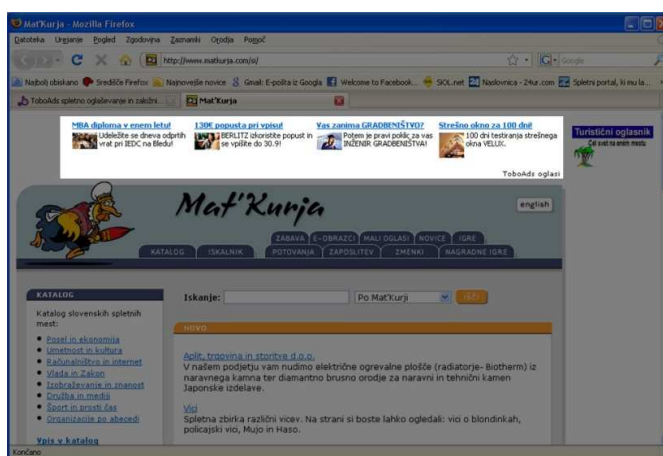 Mat'Kurja - Mozilla Firefox
Datoteka Urejanje Pogled Zgodovina Zaznamki Orodja Pomoč
http://www.matkurja.com/si/
Google
Najbolj obiskano Središče Firefox Najnovejše novice Gmail: E-pošta iz Googla Welcome to Facebook... SiOL.net Naslovnica - 24ur.com Spletni portal, ki mu la...
ToboAds spletno oglaševanje in založni... Mat'Kurja
MBA diploma v enem letu! 130€ popusta pri vpisu! Vas zanima GRADBENIŠTVO? Strešno okno za 100 dni!
Udeležite se dneva odprtih BERLITZ izkoristite popust in Potem je pravi poklic za vas 100 dni testiranja strešnega
vrat pri IEDC na Bledu! se vpišite do 30.9! INŽENIR GRADBENIŠTVA! okna VELUX.
ToboAds oglasi
Turistični oglasnik
Cel svet na enem mestu
Mat'Kurja
english
ZABAVA E-OBRAZCI MALI OGLASI NOVICE IGRE
KATALOG ISKALNIK POTOVANJA ZAPOSLITEV ZMENKI NAGRADNE IGRE
KATALOG
Katalog slovenskih spletnih
mest:
Posel in ekonomija
Umetnost in kultura
Računalništvo in internet
Vlada in Zakon
Izobraževanje in znanost
Družba in mediji
Šport in prosti čas
Organizacije po abecedi
Vpis v katalog
Iskanje: Po Mat'Kurji Išči
NOVO
Aplit, trgovina in storitve d.o.o.
V našem podjetju vam nudimo električne ogrevalne plošče (radiatorje- Biotherm) iz
naravnega kamna ter diamantno brusno orodje za naravni in tehnični kamen
Japonske izdelave.
Vici
Spletna zbirka različni vicev. Na strani si boste lahko ogledali: vici o blondinkah,
policajski vici, Mujo in Haso.
Končano